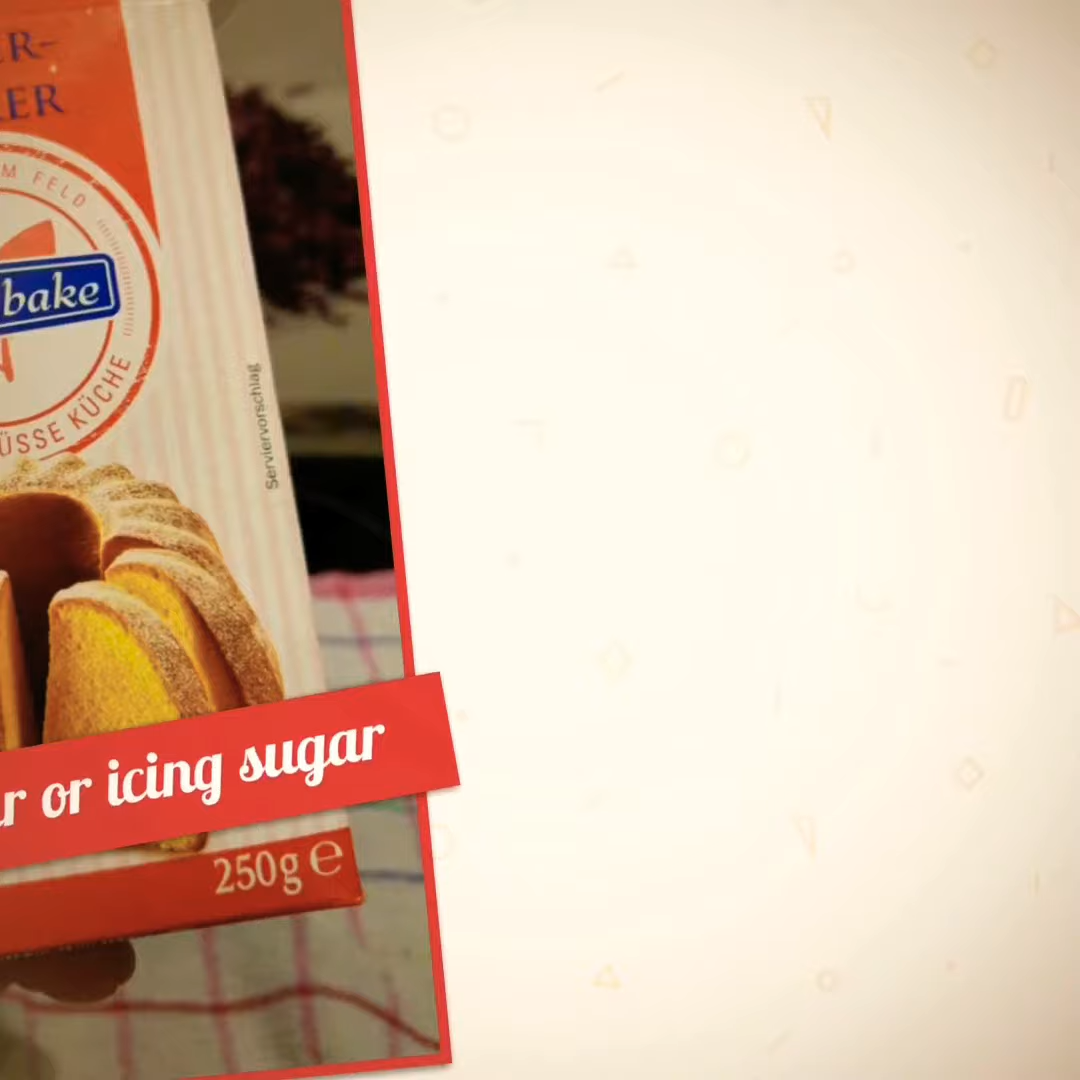 ER-
ER
M FELD
bake
ÜSSE KÜCHE
Serviervorschlag
or icing sugar
250g e